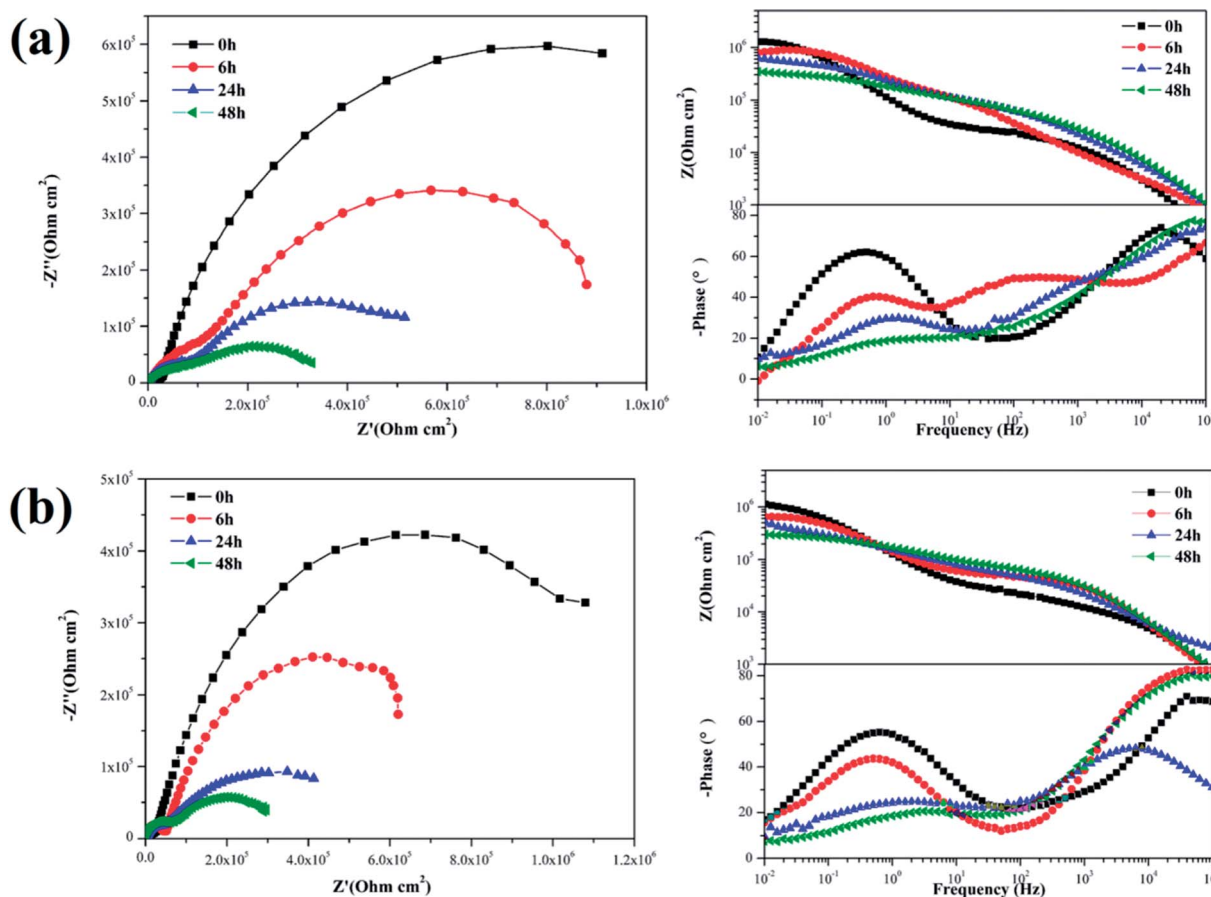 (a)
0h
6h
24h
48h
6x10⁵
5x10⁵
4x10⁵
3x10⁵
2x10⁵
1x10⁵
0
-Z''(Ohm cm²)
0.0
2.0x10⁵
4.0x10⁵
6.0x10⁵
8.0x10⁵
1.0x10⁶
Z'(Ohm cm²)
0h
6h
24h
48h
10⁶
10⁵
10⁴
10³
Z(Ohm cm²)
80
60
40
20
0
-Phase (°)
10⁻²
10⁻¹
10⁰
10¹
10²
10³
10⁴
10⁵
Frequency (Hz)
(b)
0h
6h
24h
48h
5x10⁵
4x10⁵
3x10⁵
2x10⁵
1x10⁵
0
-Z''(Ohm cm²)
0.0
2.0x10⁵
4.0x10⁵
6.0x10⁵
8.0x10⁵
1.0x10⁶
1.2x10⁶
Z'(Ohm cm²)
0h
6h
24h
48h
10⁶
10⁵
10⁴
10³
Z(Ohm cm²)
80
60
40
20
0
-Phase (°)
10⁻²
10⁻¹
10⁰
10¹
10²
10³
10⁴
10⁵
Frequency (Hz)